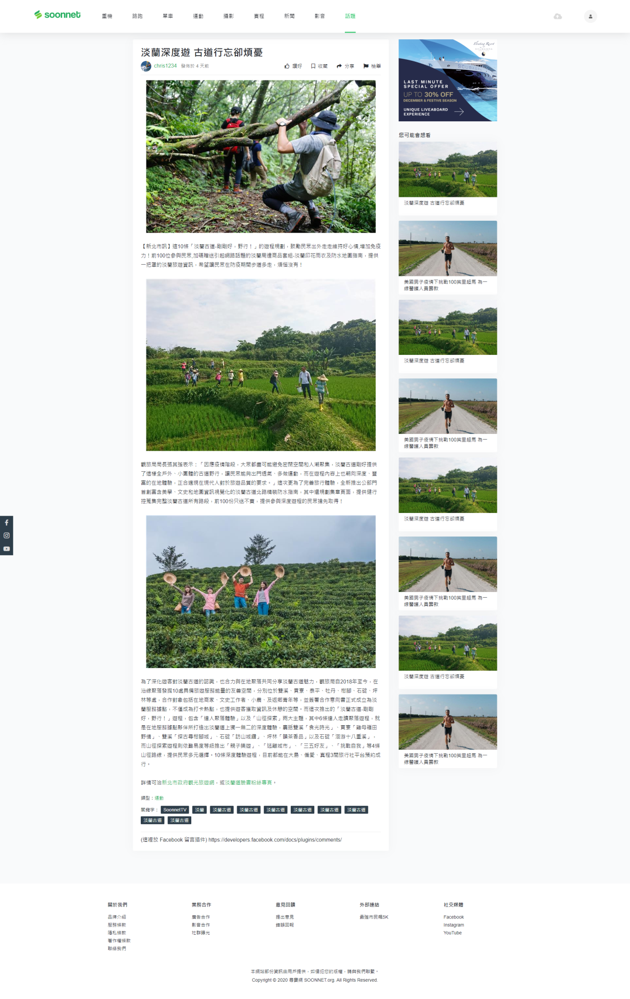 soonnet
重機 路跑 單車 運動 攝影 賽程 新聞 影音 話題
淡蘭深度遊 古道行忘卻煩憂
chris1234 發佈於 4 天前
讚好 收藏 分享 檢舉
【新北市訊】這10條「淡蘭古道-剛剛好，野行！」的遊程規劃，鼓勵民眾出外走走維持好心情,增加免疫
力！前100位參與民眾,加碼贈送引起網路話題的淡蘭周邊商品套組-淡蘭印花雨衣及防水地圖指南，提供
一把罩的淡蘭旅遊資訊，希望讓民眾在防疫期間步道多走，煩惱沒有！
觀旅局局長張其強表示：「因應疫情階段，大眾都盡可能避免密閉空間和人潮聚集，淡蘭古道剛好提供
了這樣全戶外、小團體的古道野行，讓民眾能夠出門透氣、多做運動，而在遊程內容上也朝向深度、豐
富的在地體驗，正合適現在現代人對於旅遊品質的要求。」這次更為了完善旅行體驗，全新推出公部門
首創富含美學、文史和地圖資訊視覺化的淡蘭古道北路精裝防水指南，其中還規劃集章頁面，提供健行
控蒐集完整淡蘭古道所有路段，前100份只送不賣，提供參與深度遊程的民眾搶先取得！
為了深化遊客對淡蘭古道的認識，也合力與在地聚落共同分享淡蘭古道魅力，觀旅局自2018年至今，在
沿線聚落發掘10處具備旅遊服務能量的友善空間，分別位於雙溪、貢寮、泰平、牡丹、柑腳、石碇、坪
林等處，合作對象包括在地商家、文史工作者、小農、及返鄉青年等，並簽署合作意向書正式成立為淡
蘭服務據點，不僅成為打卡熱點，也提供遊客獲取資訊及休憩的空間。而這次推出的「淡蘭古道-剛剛
好，野行！」遊程，包含「達人聚落體驗」以及「山徑探索」兩大主題，其中6條達人走讀聚落遊程，就
是在地服務據點夥伴所打造出淡蘭道上獨一無二的深度體驗，囊括雙溪「食光時光」、貢寮「雞母嶺田
野情」、雙溪「探古尋柑腳城」、石碇「訪山城鑽」、坪林「韻茶香品」以及石碇「洄游十八重溪」，
而山徑探索遊程則依難易度等級推出「親子樂遊」、「逃離城市」、「三五好友」、「挑戰自我」等4條
山徑路線，提供民眾多元選擇。10條深度體驗遊程，目前都能在大島、偏愛、真程3間旅行社平台預約成
行。
詳情可洽新北市政府觀光旅遊網，或淡蘭道臉書粉絲專頁。
類型：運動
關鍵字： SoonnetTV 淡蘭 淡蘭古道 淡蘭古道 淡蘭古道 淡蘭古道 淡蘭古道 淡蘭古道
淡蘭古道 淡蘭古道
(這裡放 Facebook 留言插件) https://developers.facebook.com/docs/plugins/comments/
Floating Resort
SCUBASPA
SCUBASPA
LAST MINUTE
SPECIAL OFFER
UP TO 30% OFF
DECEMBER & FESTIVE SEASON
UNIQUE LIVEABOARD
EXPERIENCE
您可能會想看
淡蘭深度遊 古道行忘卻煩憂
美國男子疫情下挑戰100英里超馬 為一
線醫護人員籌款
淡蘭深度遊 古道行忘卻煩憂
美國男子疫情下挑戰100英里超馬 為一
線醫護人員籌款
淡蘭深度遊 古道行忘卻煩憂
美國男子疫情下挑戰100英里超馬 為一
線醫護人員籌款
淡蘭深度遊 古道行忘卻煩憂
美國男子疫情下挑戰100英里超馬 為一
線醫護人員籌款
關於我們
品牌介紹
服務條款
隱私條款
著作權條款
聯絡我們
業務合作
廣告合作
影音合作
社群曝光
意見回饋
提出意見
錯誤回報
外部連結
最強市民飆5K
社交媒體
Facebook
Instagram
YouTube
本網站部份資訊由用戶提供，如侵犯您的版權，請與我們聯繫。
Copyright © 2020 尋寶網 SOONNET.org. All Rights Reserved.